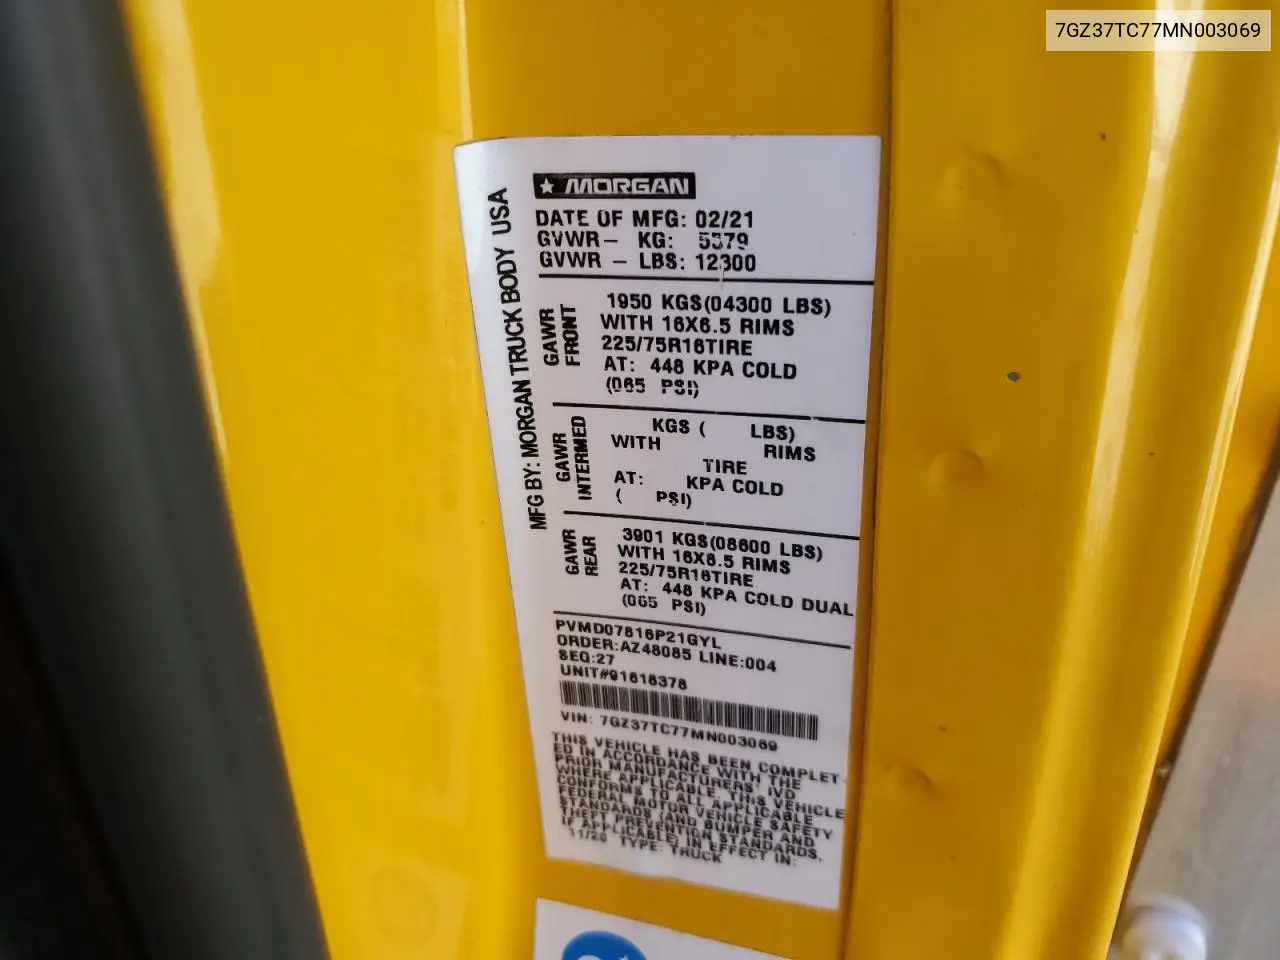 7GZ37TC77MN003069
MORGAN
MFG BY: MORGAN TRUCK BODY USA
DATE OF MFG: 02/21
GVWR - KG: 5579
GVWR - LBS: 12300
GAWR FRONT
1950 KGS(04300 LBS)
WITH 16X6.5 RIMS
225/75R16TIRE
AT: 448 KPA COLD
(065 PSI)
GAWR INTERMED
KGS ( LBS)
WITH RIMS
TIRE
AT: KPA COLD
( PSI)
GAWR REAR
3901 KGS(08600 LBS)
WITH 16X6.5 RIMS
225/75R16TIRE
AT: 448 KPA COLD DUAL
(065 PSI)
PVMD07816P21GYL
ORDER:AZ48085 LINE:004
SEQ:27
UNIT#91618378
VIN: 7GZ37TC77MN003069
THIS VEHICLE HAS BEEN COMPLET
ED IN ACCORDANCE WITH THE
PRIOR MANUFACTURERS' IVD
WHERE APPLICABLE. THIS VEHICLE
CONFORMS TO ALL APPLICABLE
FEDERAL MOTOR VEHICLE SAFETY
STANDARDS (AND BUMPER AND
THEFT PREVENTION STANDARDS,
IF APPLICABLE) IN EFFECT IN:
11/20 TYPE: TRUCK